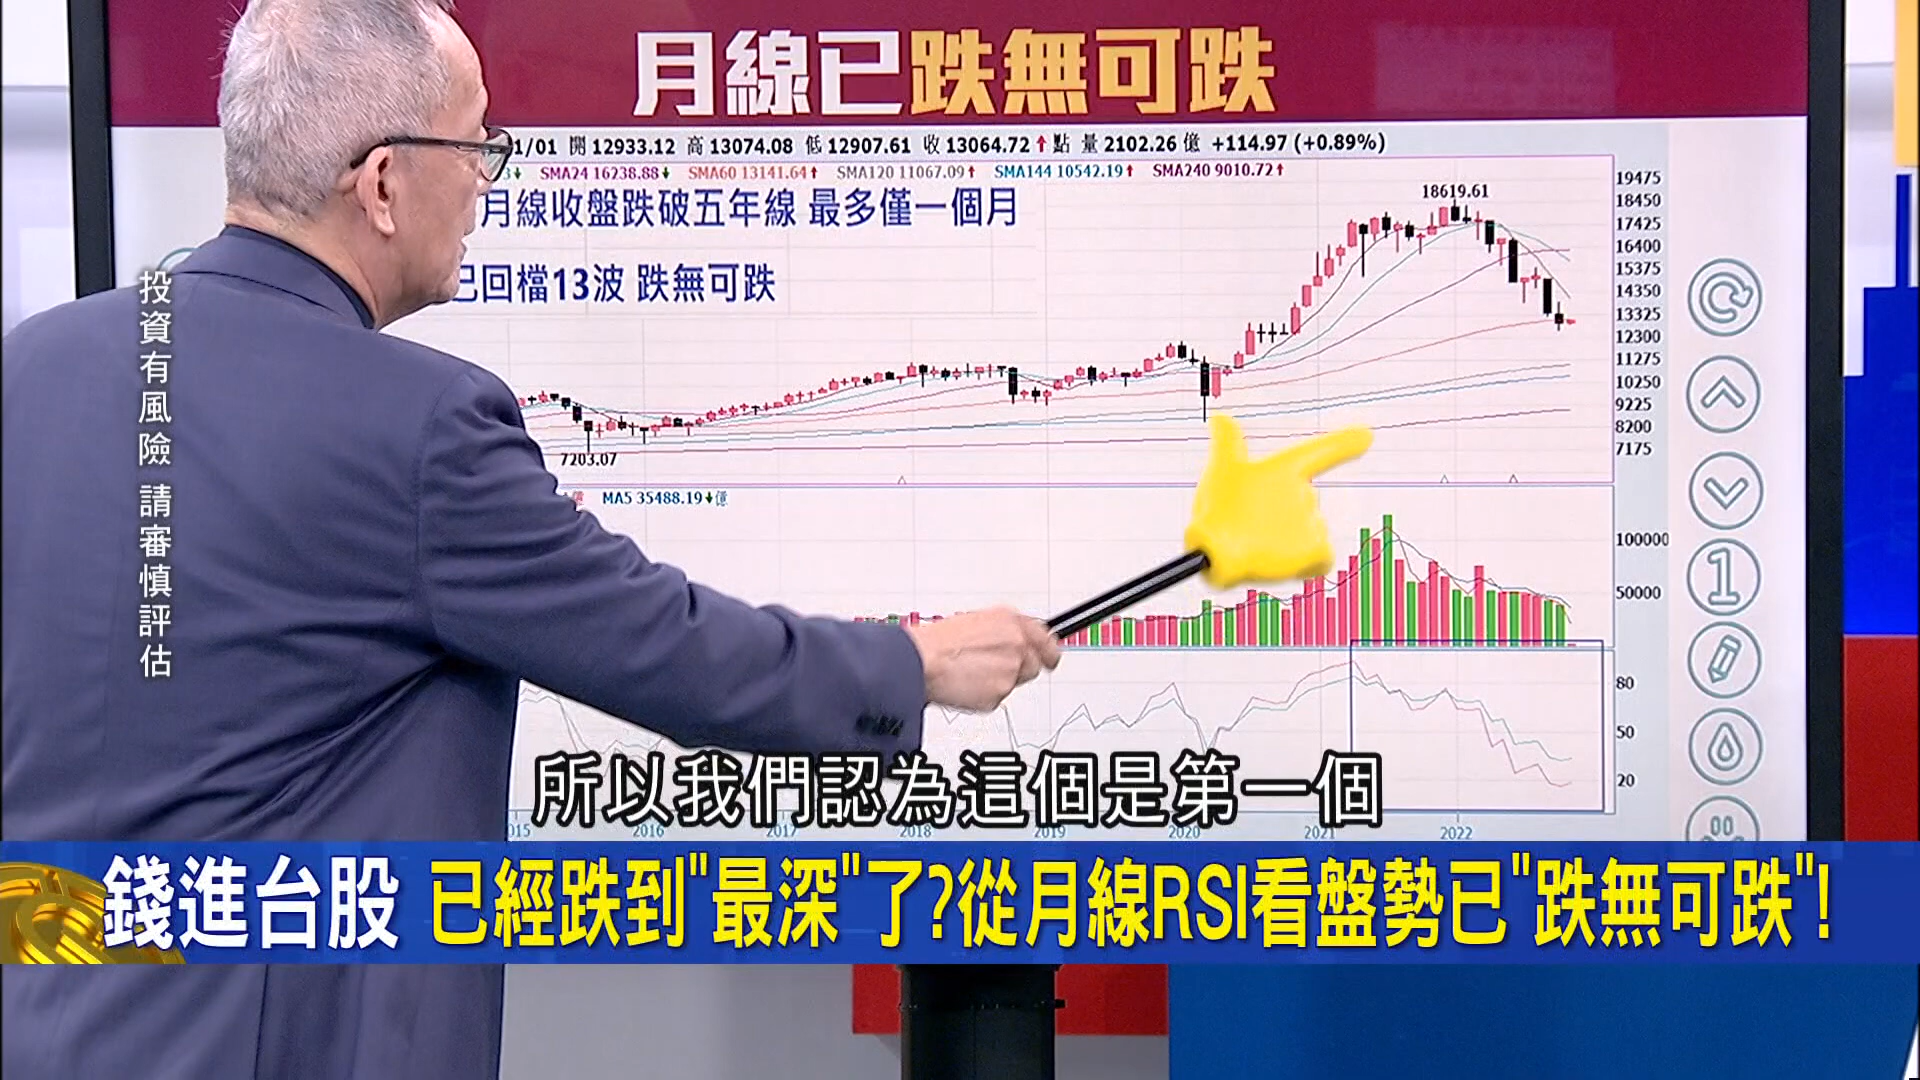 月線已跌無可跌
1/01 開 12933.12 高 13074.08 低 12907.61 收 13064.72↑點 量 2102.26 億 +114.97 (+0.89%)
3↓ SMA24 16238.88↓ SMA60 13141.64↑ SMA120 11067.09↑ SMA144 10542.19↑ SMA240 9010.72↑
月線收盤跌破五年線 最多僅一個月
已回檔13波 跌無可跌
18619.61
7203.07
19475
18450
17425
16400
15375
14350
13325
12300
11275
10250
9225
8200
7175
億 MA5 35488.19↓億
100000
50000
80
50
20
1
015 2016 2017 2018 2019 2020 2021 2022
投資有風險 請審慎評估
所以我們認為這個是第一個
錢進台股 已經跌到"最深"了?從月線RSI看盤勢已"跌無可跌"!